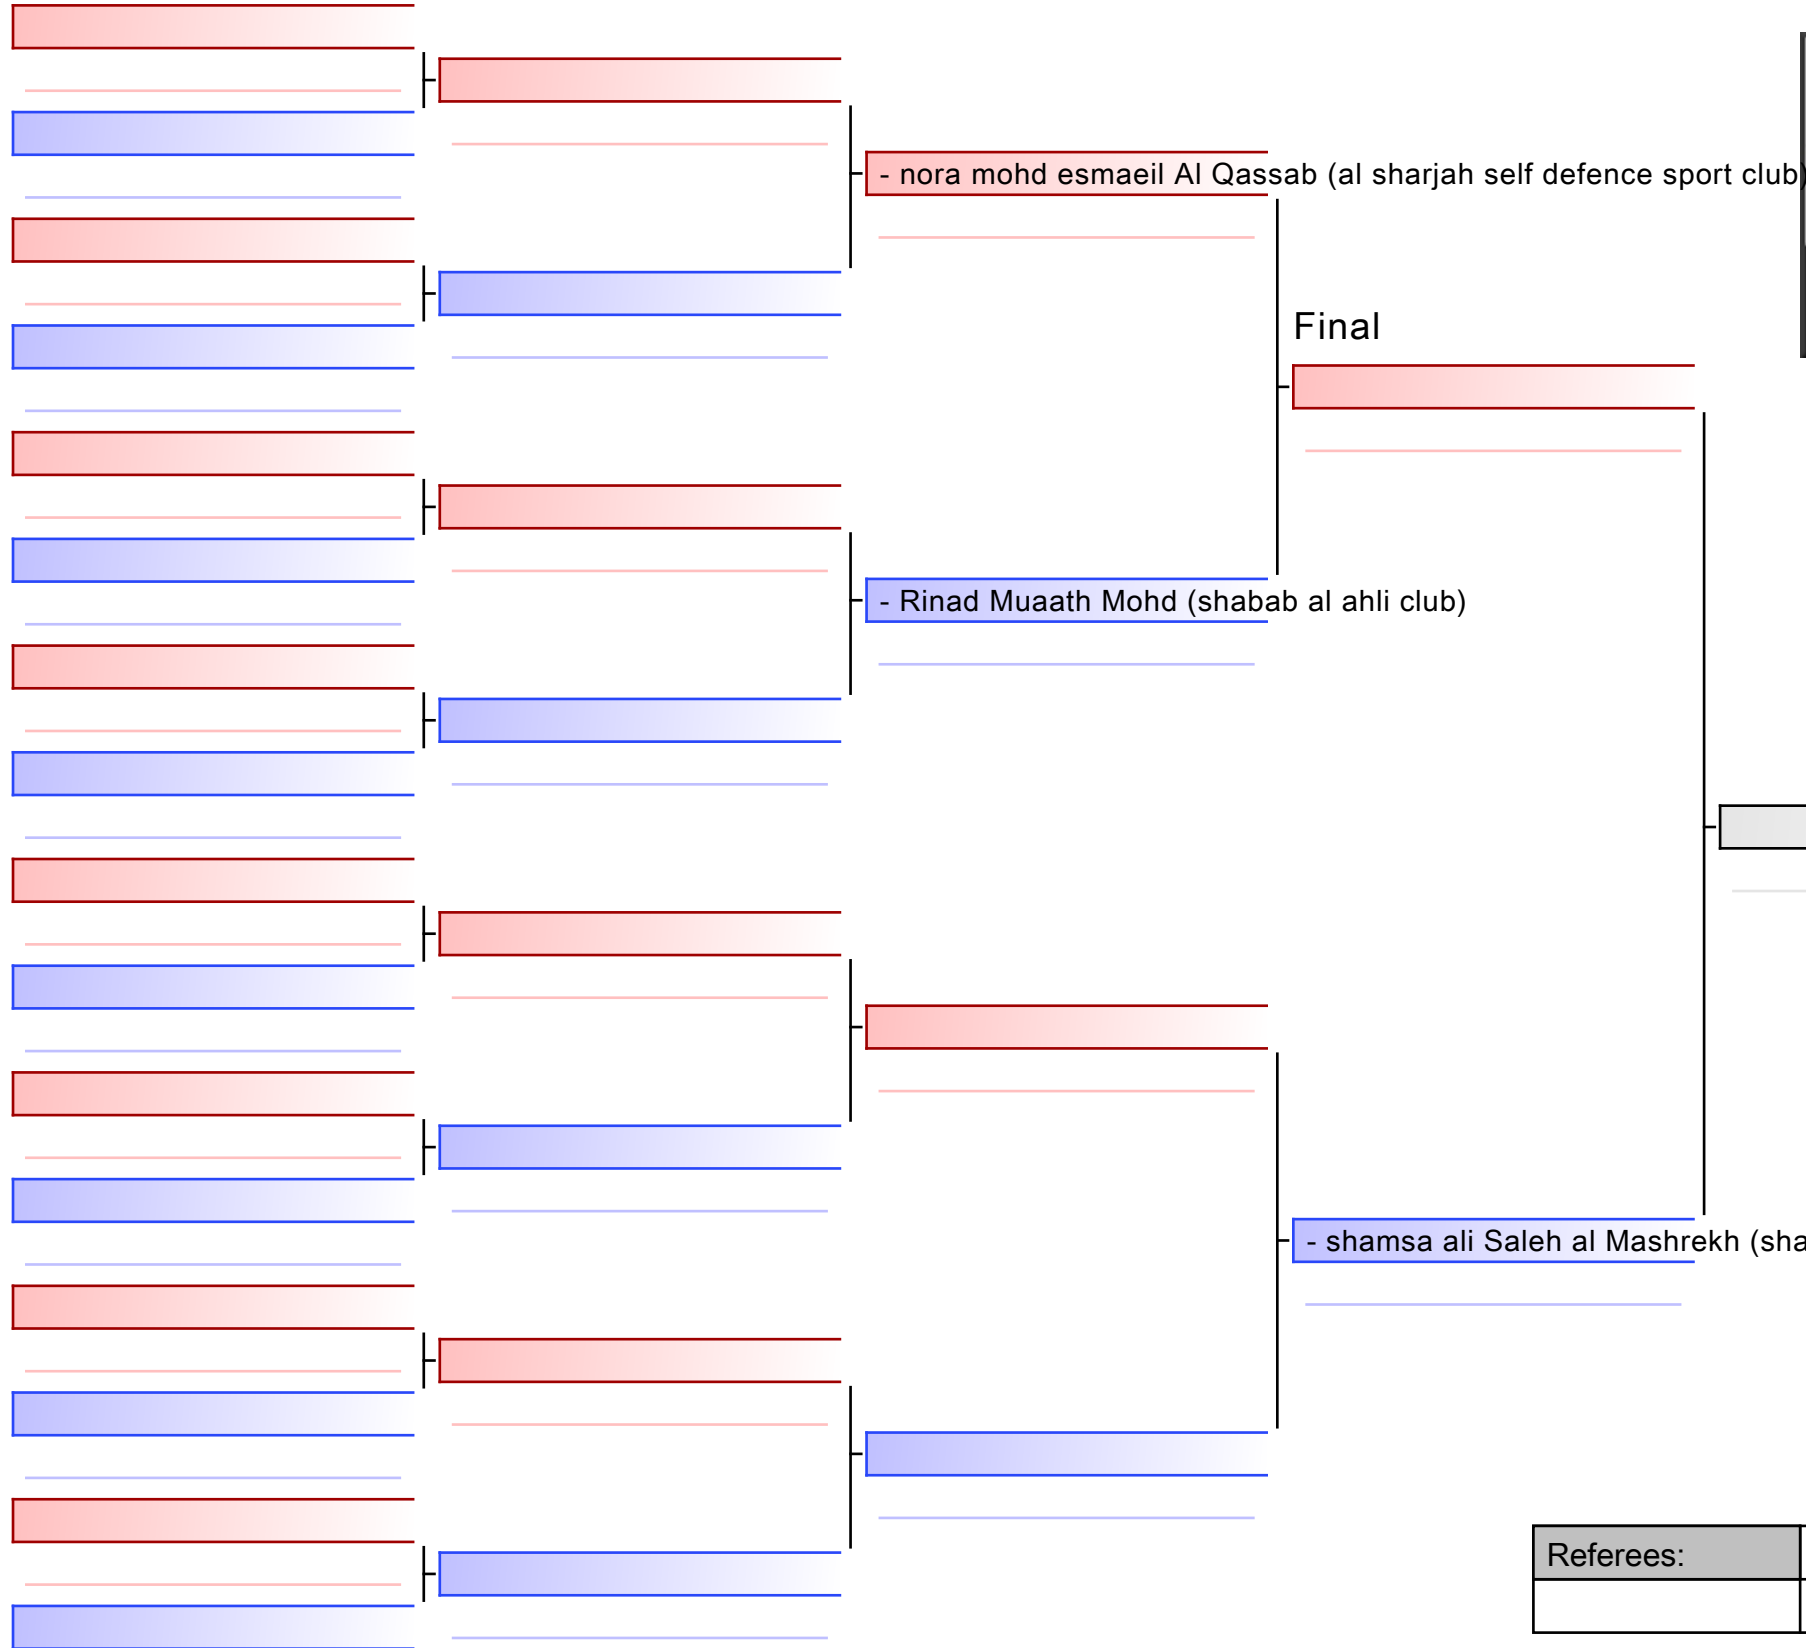 - nora mohd esmaeil Al Qassab (al sharjah self defence sport club)
Final
- Rinad Muaath Mohd (shabab al ahli club)
- shamsa ali Saleh al Mashrekh (sha
Referees: